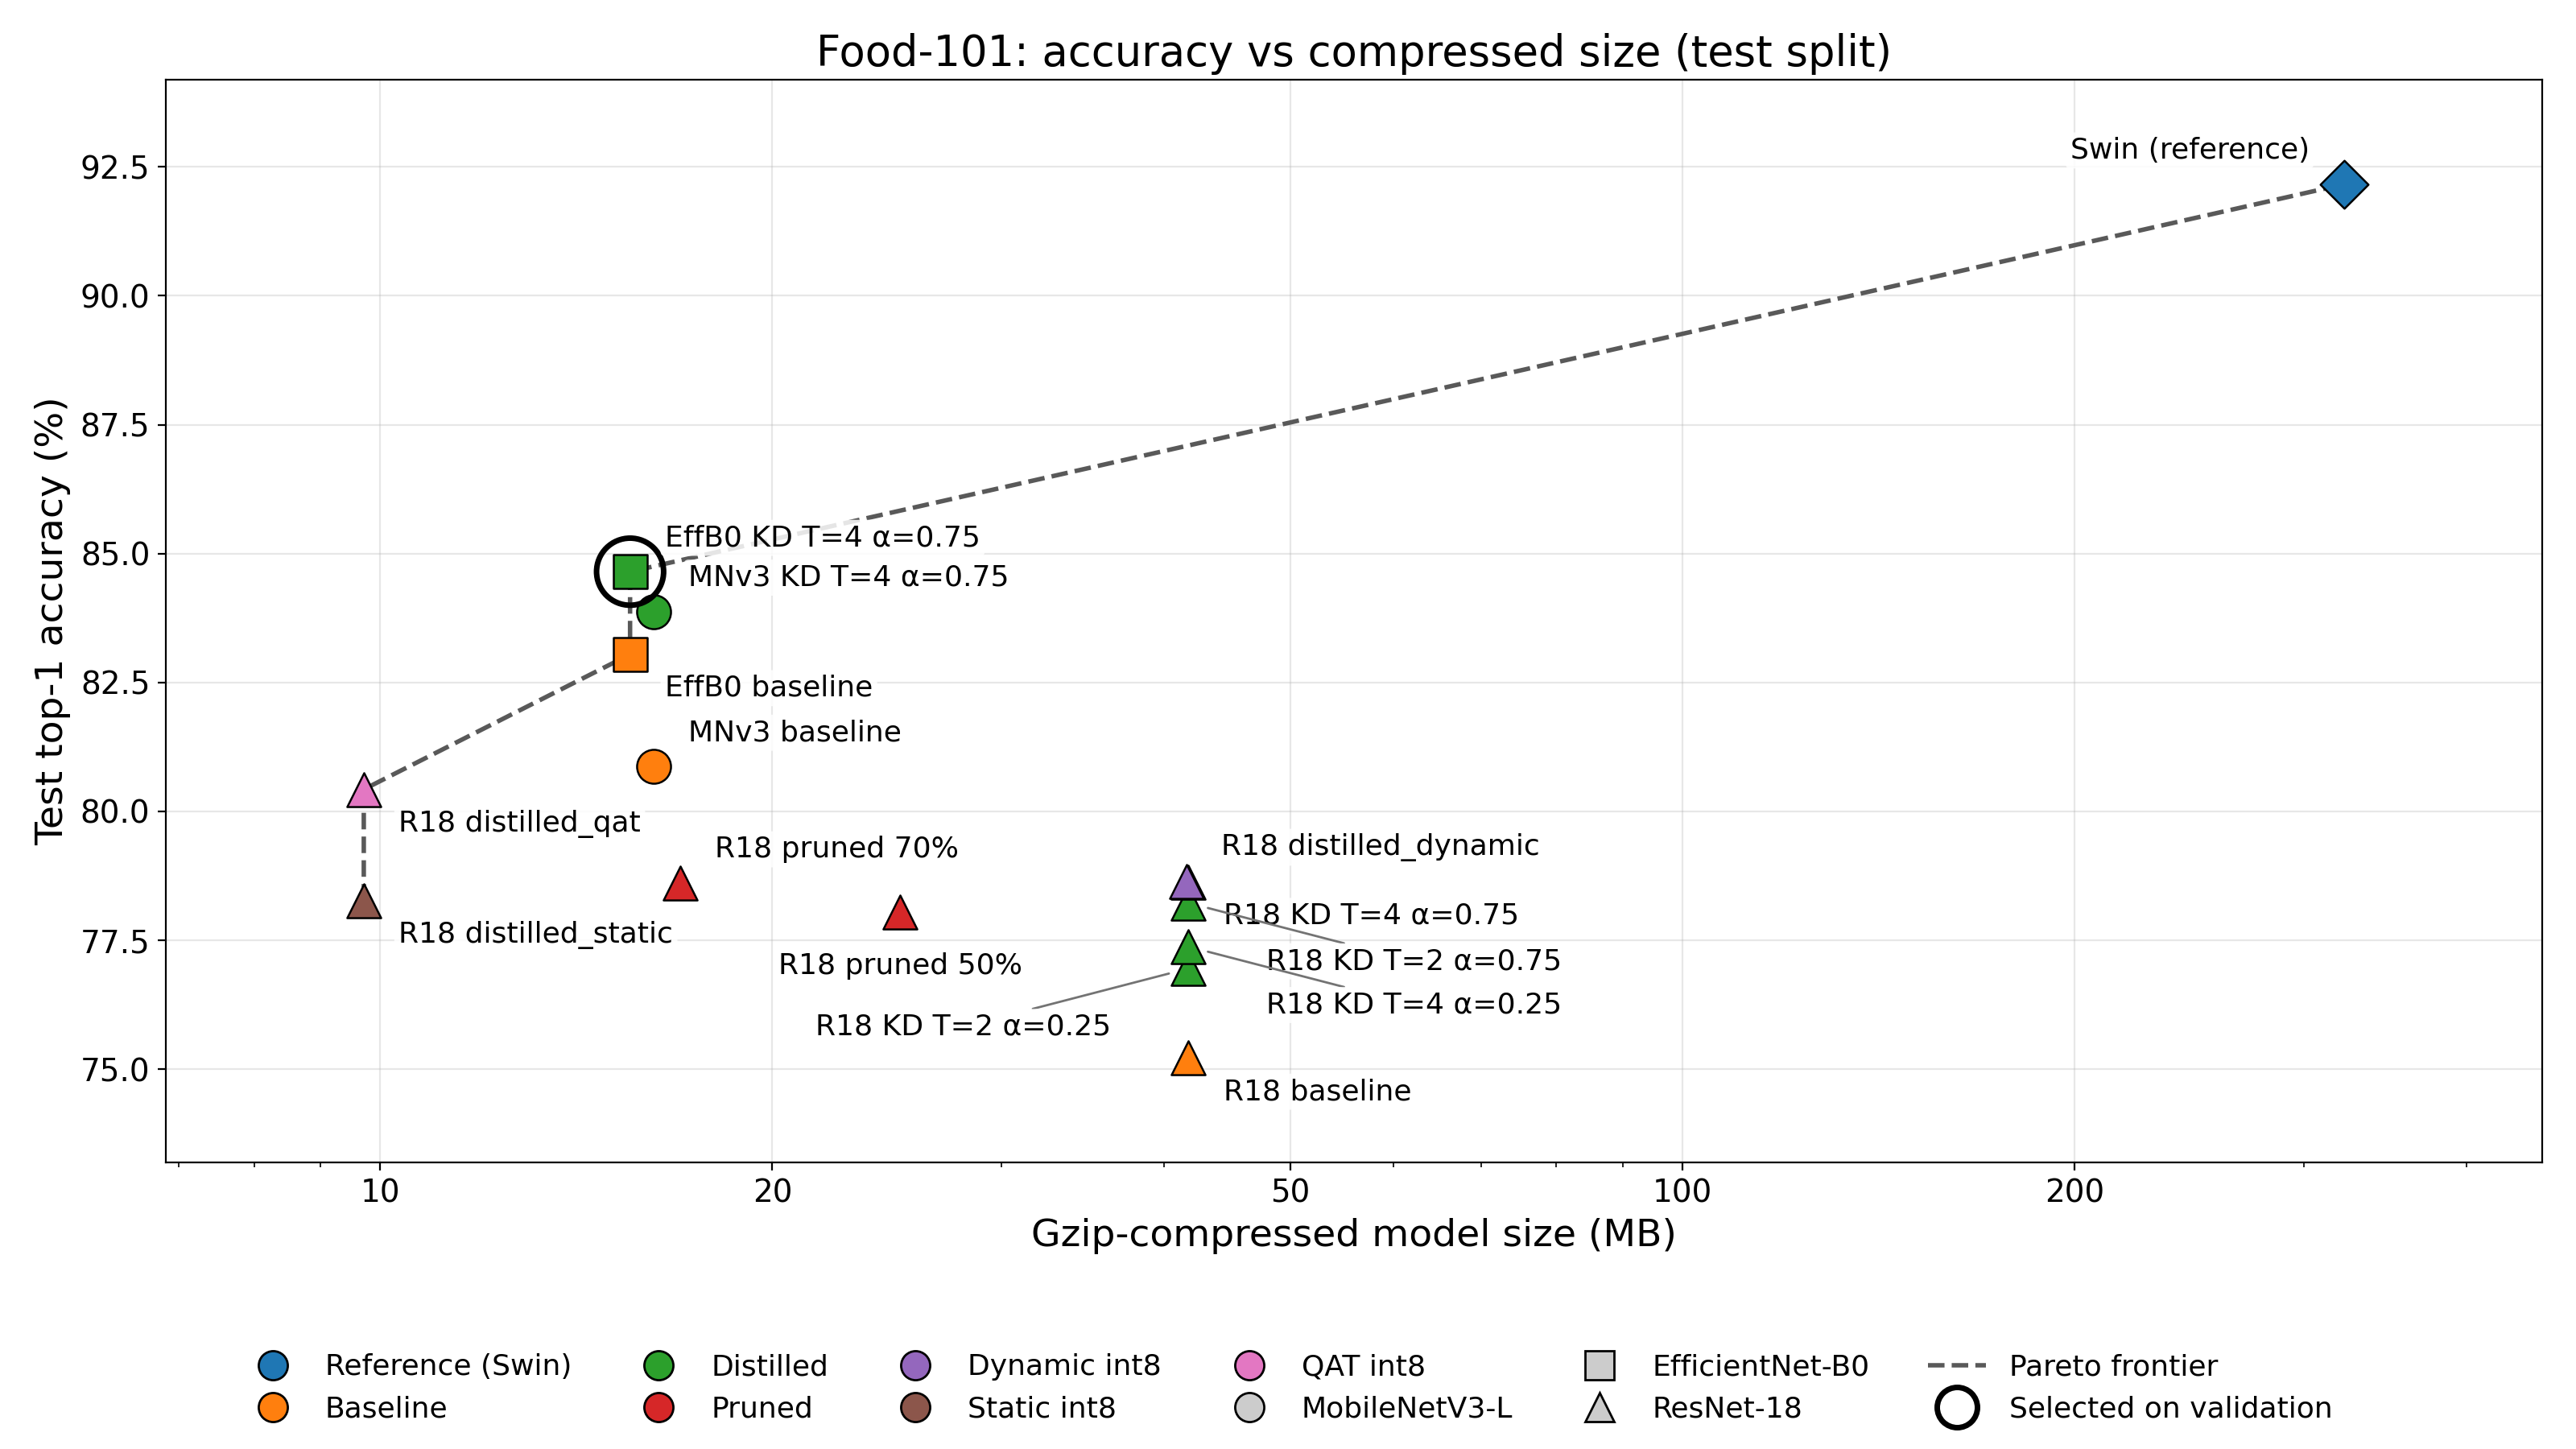 Food-101: accuracy vs compressed size (test split)
Test top-1 accuracy (%)
92.5
90.0
87.5
85.0
82.5
80.0
77.5
75.0
Swin (reference)
EffB0 KD T=4 α=0.75
MNv3 KD T=4 α=0.75
EffB0 baseline
MNv3 baseline
R18 distilled_qat
R18 pruned 70%
R18 distilled_dynamic
R18 KD T=4 α=0.75
R18 distilled_static
R18 KD T=2 α=0.75
R18 pruned 50%
R18 KD T=4 α=0.25
R18 KD T=2 α=0.25
R18 baseline
10
20
50
100
200
Gzip-compressed model size (MB)
Reference (Swin)
Baseline
Distilled
Pruned
Dynamic int8
Static int8
QAT int8
MobileNetV3-L
EfficientNet-B0
ResNet-18
Pareto frontier
Selected on validation